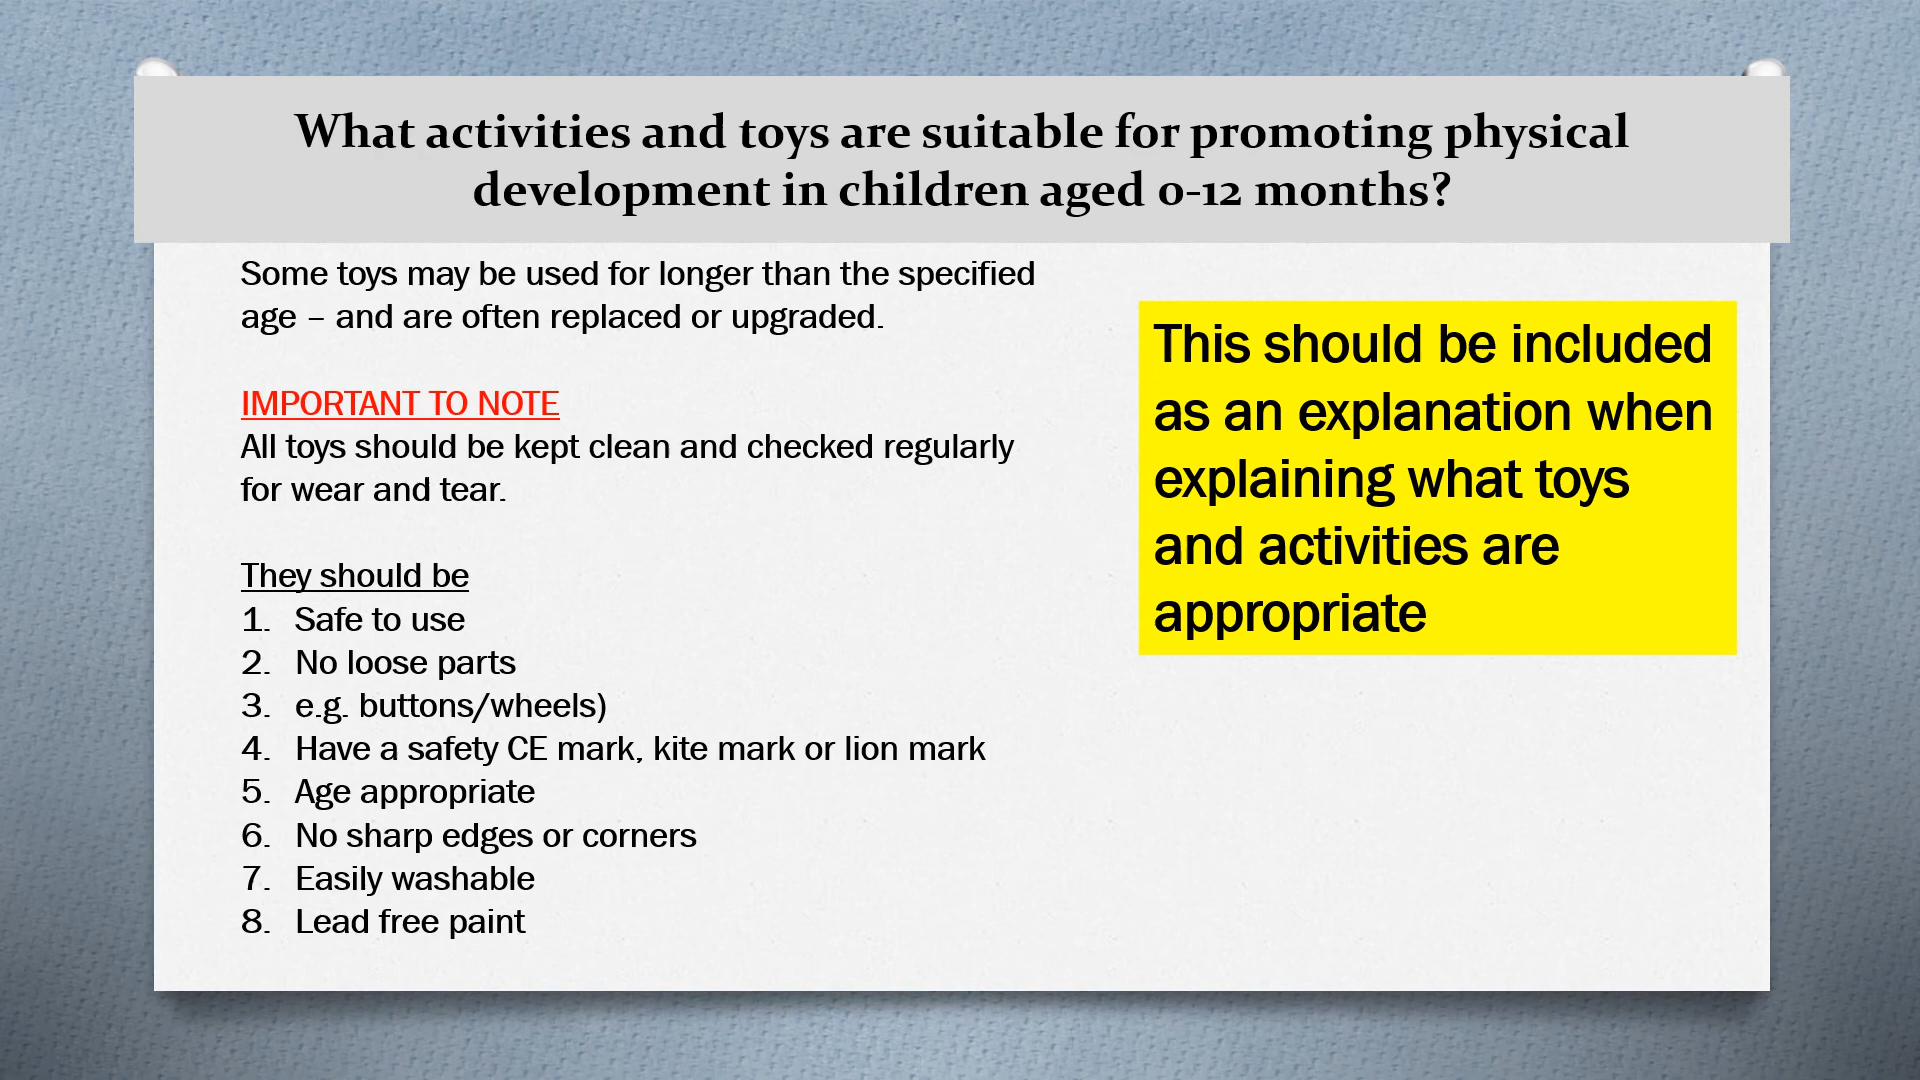 What activities and toys are suitable for promoting physical
development in children aged 0-12 months?
Some toys may be used for longer than the specified
age – and are often replaced or upgraded.
IMPORTANT TO NOTE
All toys should be kept clean and checked regularly
for wear and tear.
They should be
1. Safe to use
2. No loose parts
3. e.g. buttons/wheels)
4. Have a safety CE mark, kite mark or lion mark
5. Age appropriate
6. No sharp edges or corners
7. Easily washable
8. Lead free paint
This should be included
as an explanation when
explaining what toys
and activities are
appropriate